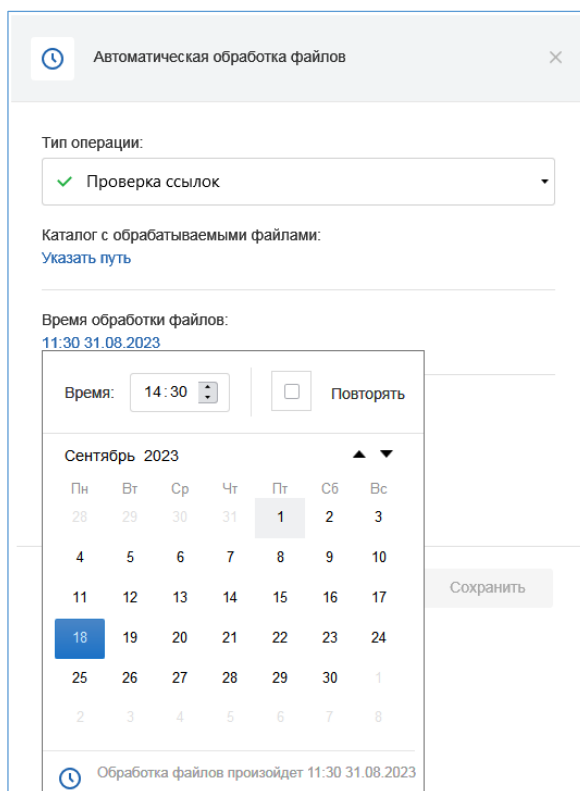 Автоматическая обработка файлов
Тип операции:
Проверка ссылок
Каталог с обрабатываемыми файлами:
Указать путь
Время обработки файлов:
11:30 31.08.2023
Время: 14:30 Повторять
Сентябрь 2023
Пн Вт Ср Чт Пт Сб Вс
28 29 30 31 1 2 3
4 5 6 7 8 9 10
11 12 13 14 15 16 17
Сохранить
18 19 20 21 22 23 24
25 26 27 28 29 30 1
2 3 4 5 6 7 8
Обработка файлов произойдет 11:30 31.08.2023